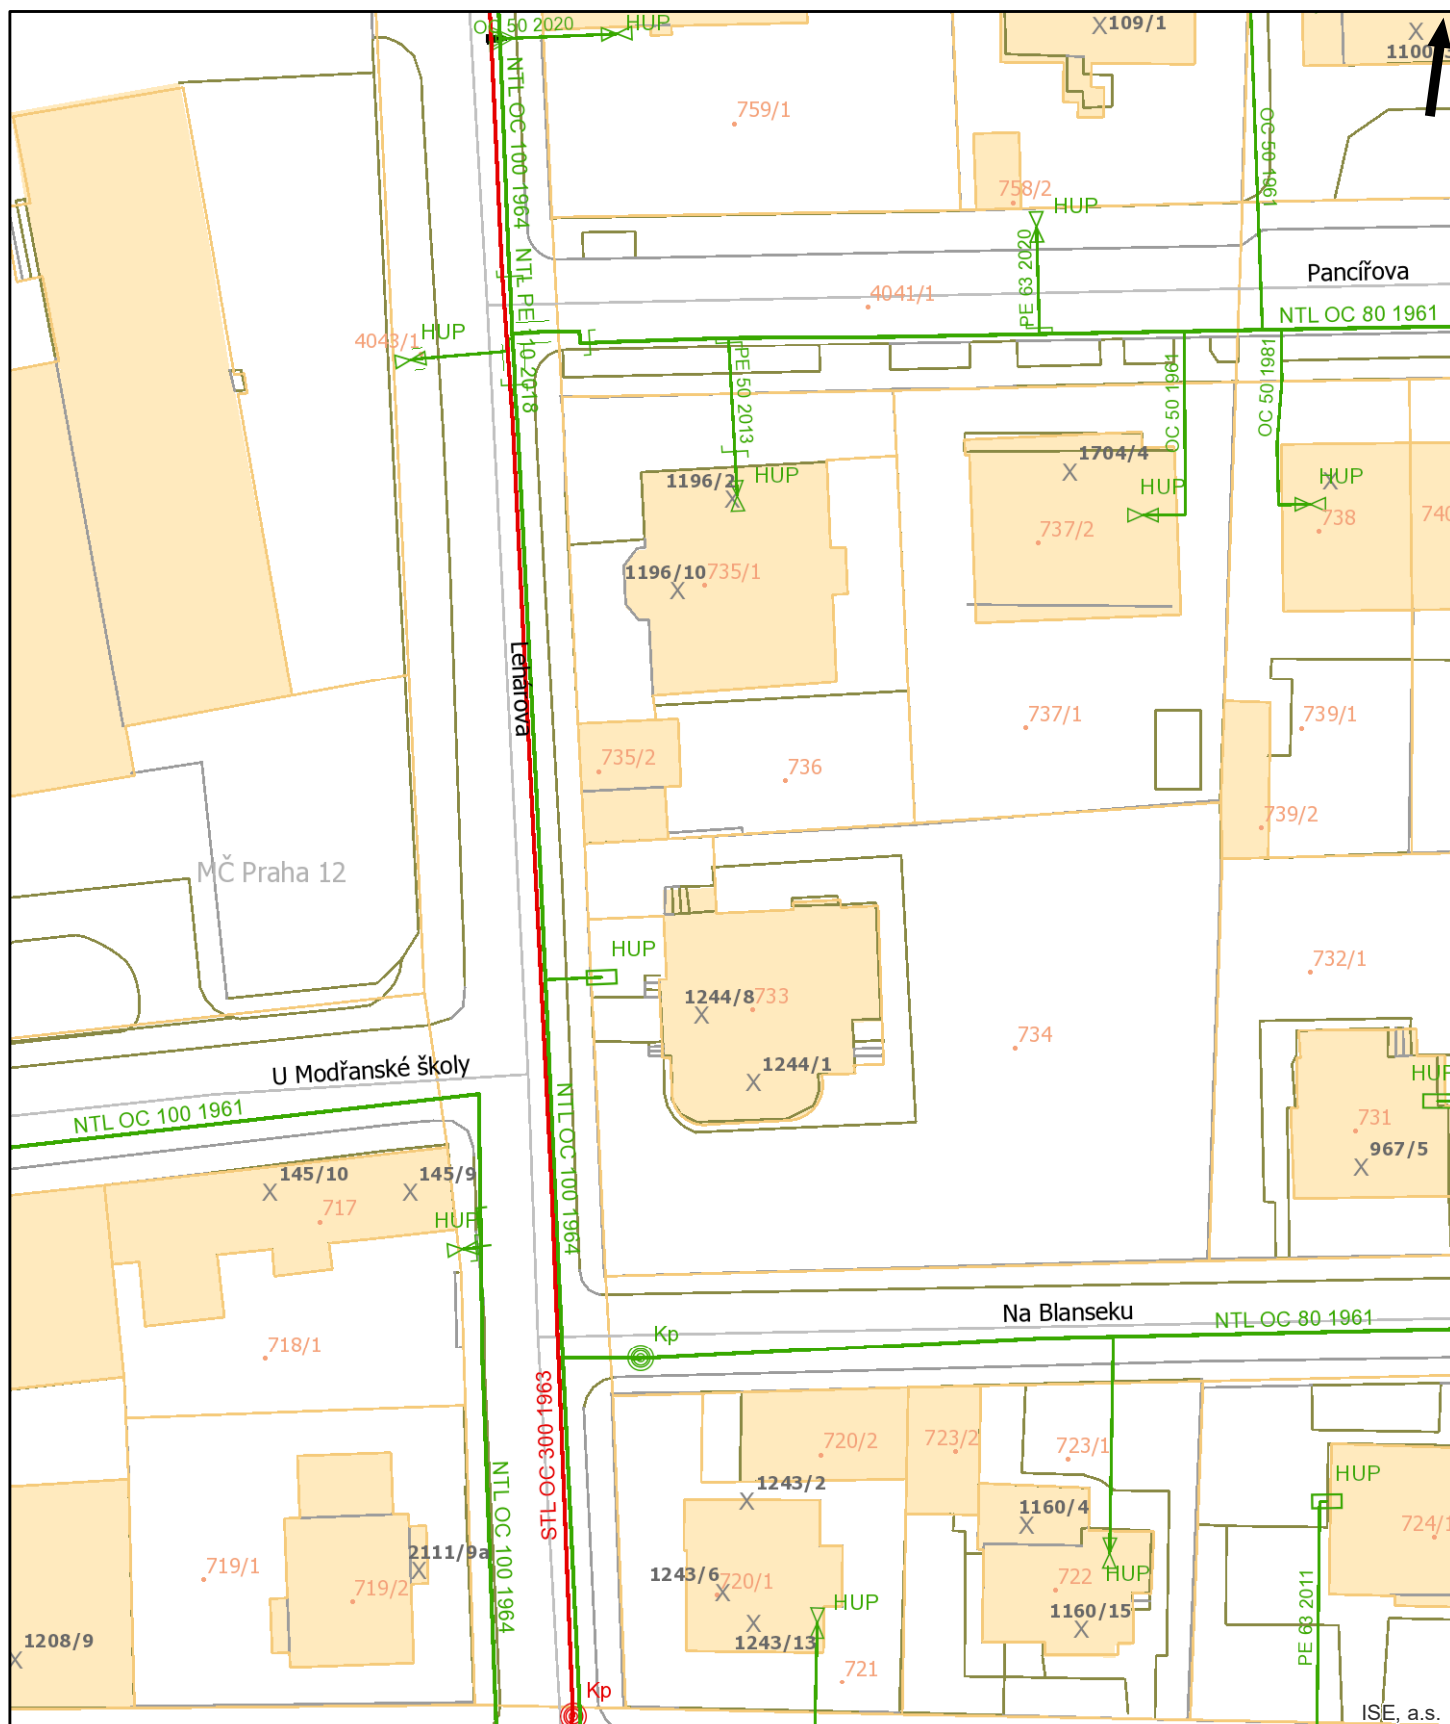 OC 50 2020
HUP
109/1
1100/3
NTL OC 100 1964
759/1
OC 50 1961
758/2
HUP
PE 63 2020
Pancířova
4041/1
NTL OC 80 1961
NTL PE 110 2018
4043/1
HUP
PE 50 2013
OC 50 1961
OC 50 1981
1196/2
HUP
1704/4
HUP
HUP
737/2
738
740
1196/10
735/1
Lehárova
737/1
739/1
735/2
736
739/2
MČ Praha 12
HUP
732/1
1244/8
733
734
1244/1
U Modřanské školy
HUP
NTL OC 100 1961
NTL OC 100 1964
731
967/5
145/10
145/9
717
HUP
Na Blanseku
NTL OC 80 1961
Kp
718/1
STL OC 300 1963
720/2
723/2
723/1
HUP
1243/2
1160/4
724/1
NTL OC 100 1964
2111/9a
719/1
719/2
1243/6
720/1
HUP
722
HUP
1160/15
PE 63 2011
1208/9
1243/13
721
Kp
ISE, a.s.